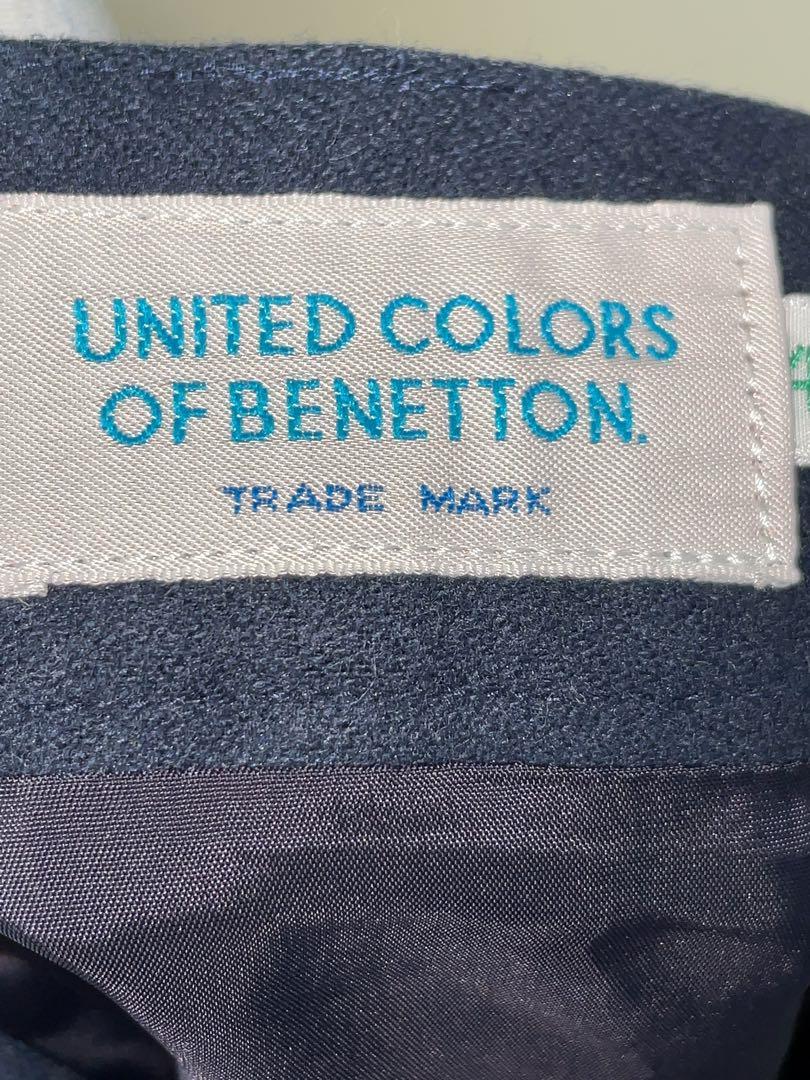 UNITED COLORS
OF BENETTON.
TRADE MARK